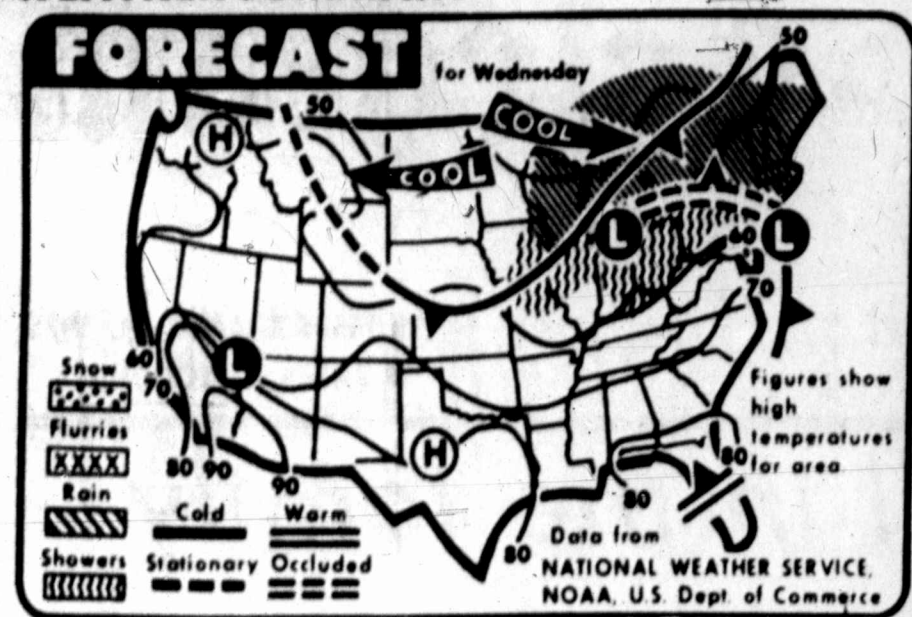 FORECAST
for Wednesday
50
50
H
COOL
COOL
L
60
L
70
60
70
L
Snow
Flurries
XXXX
Rain
Showers
80 90
90
H
80
80
80
Figures show
high
temperatures
for area
Cold Warm
Stationary Occluded
Data from
NATIONAL WEATHER SERVICE,
NOAA, U.S. Dept. of Commerce